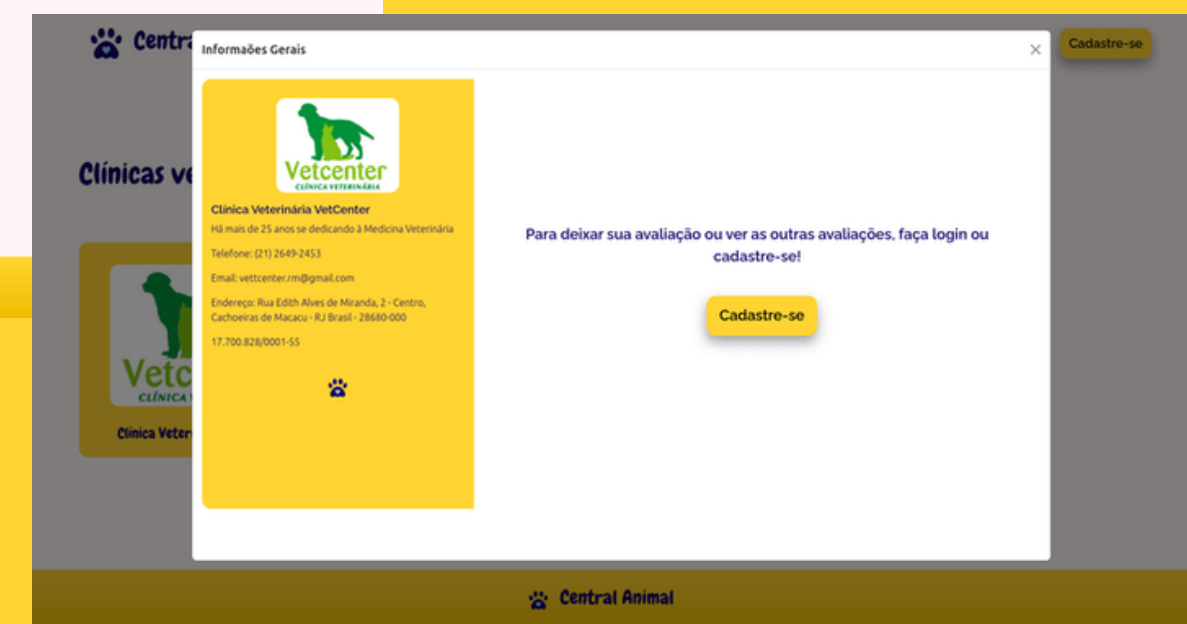 Centr
Cadastre-se
Informaões Gerais
Clínicas ve
Vetcenter
CLÍNICA VETERINÁRIA
Clínica Veterinária VetCenter
Há mais de 25 anos se dedicando à Medicina Veterinária
Telefone: (21) 2649-2453
Email: vettcenter.rm@gmail.com
Endereço: Rua Edith Alves de Miranda, 2 - Centro,
Cachoeiras de Macacu - RJ Brasil - 28680-000
17.700.828/0001-55
Para deixar sua avaliação ou ver as outras avaliações, faça login ou
cadastre-se!
Cadastre-se
Vetc
CLÍNICA
Clínica Veter
Central Animal